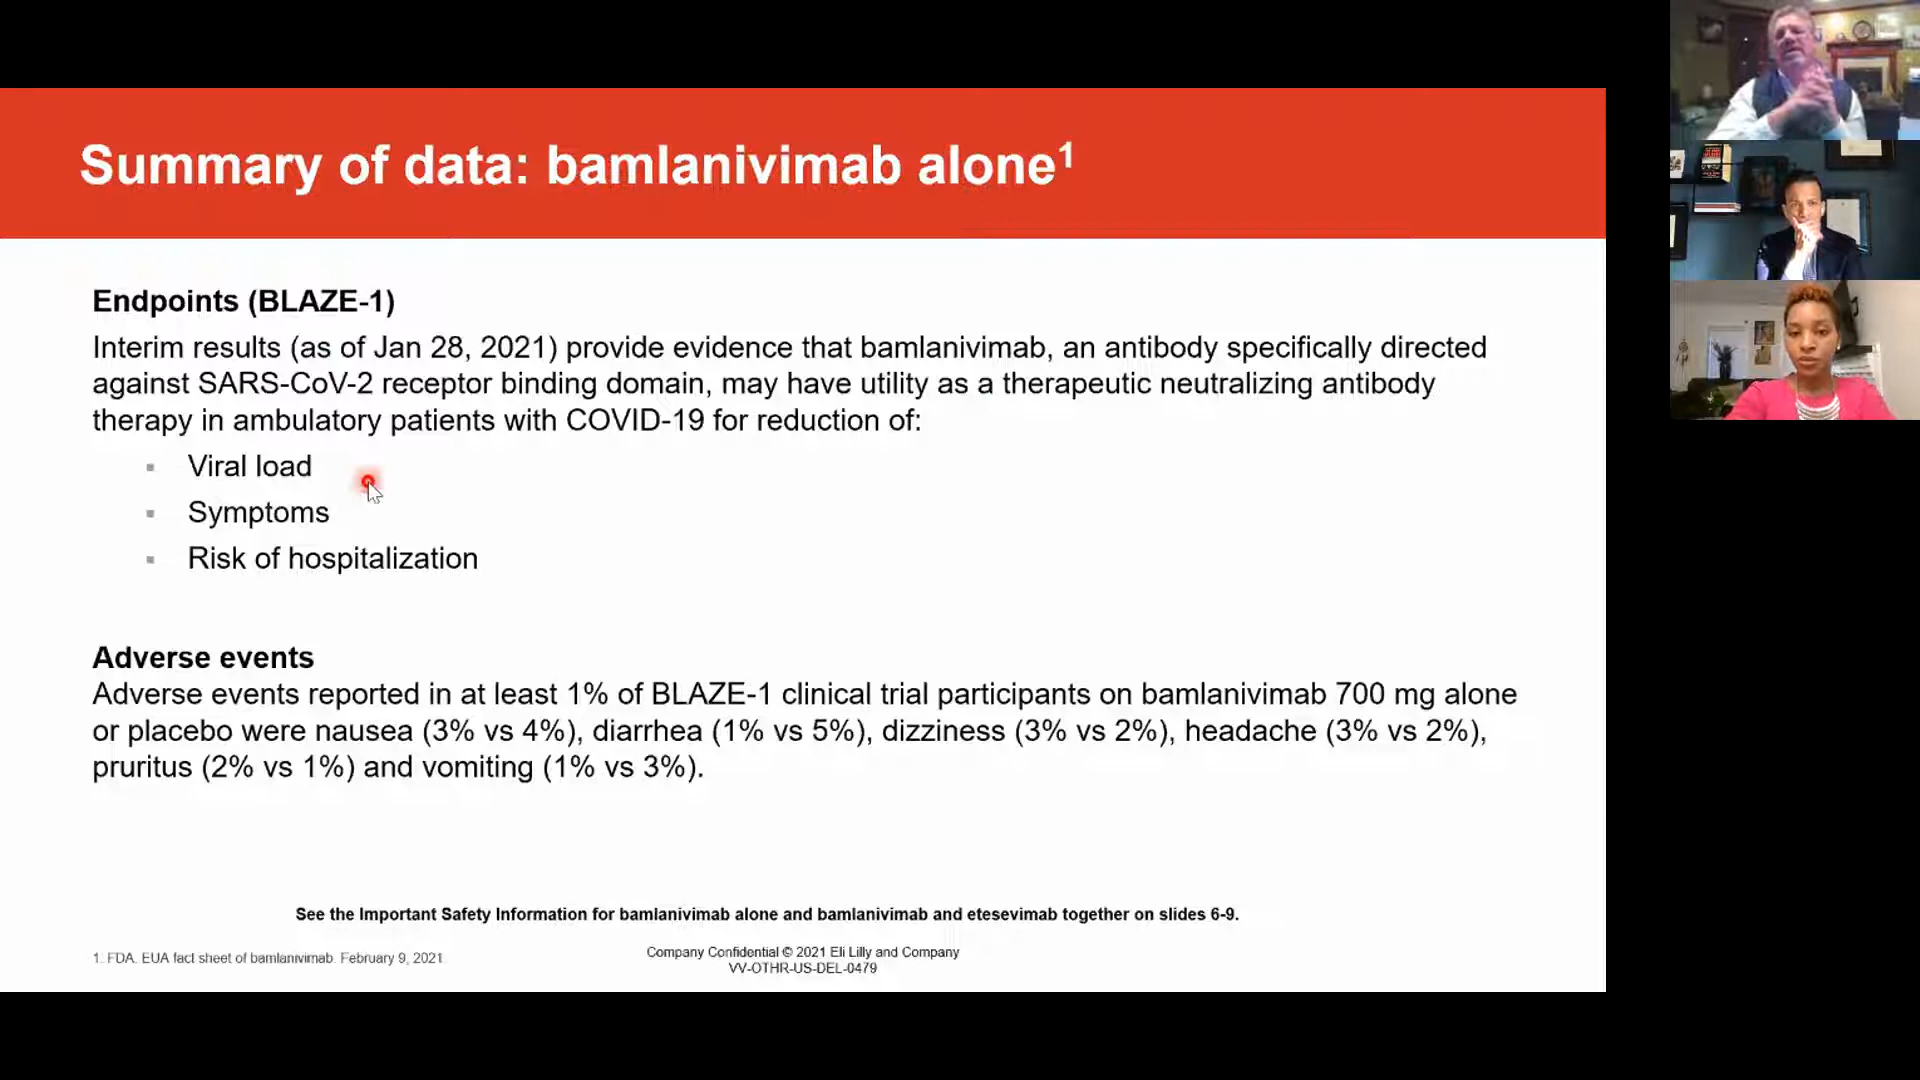 Summary of data: bamlanivimab alone¹
Endpoints (BLAZE-1)
Interim results (as of Jan 28, 2021) provide evidence that bamlanivimab, an antibody specifically directed
against SARS-CoV-2 receptor binding domain, may have utility as a therapeutic neutralizing antibody
therapy in ambulatory patients with COVID-19 for reduction of:
▪ Viral load
▪ Symptoms
▪ Risk of hospitalization
Adverse events
Adverse events reported in at least 1% of BLAZE-1 clinical trial participants on bamlanivimab 700 mg alone
or placebo were nausea (3% vs 4%), diarrhea (1% vs 5%), dizziness (3% vs 2%), headache (3% vs 2%),
pruritus (2% vs 1%) and vomiting (1% vs 3%).
See the Important Safety Information for bamlanivimab alone and bamlanivimab and etesevimab together on slides 6-9.
1. FDA. EUA fact sheet of bamlanivimab. February 9, 2021
Company Confidential © 2021 Eli Lilly and Company
VV-OTHR-US-DEL-0479